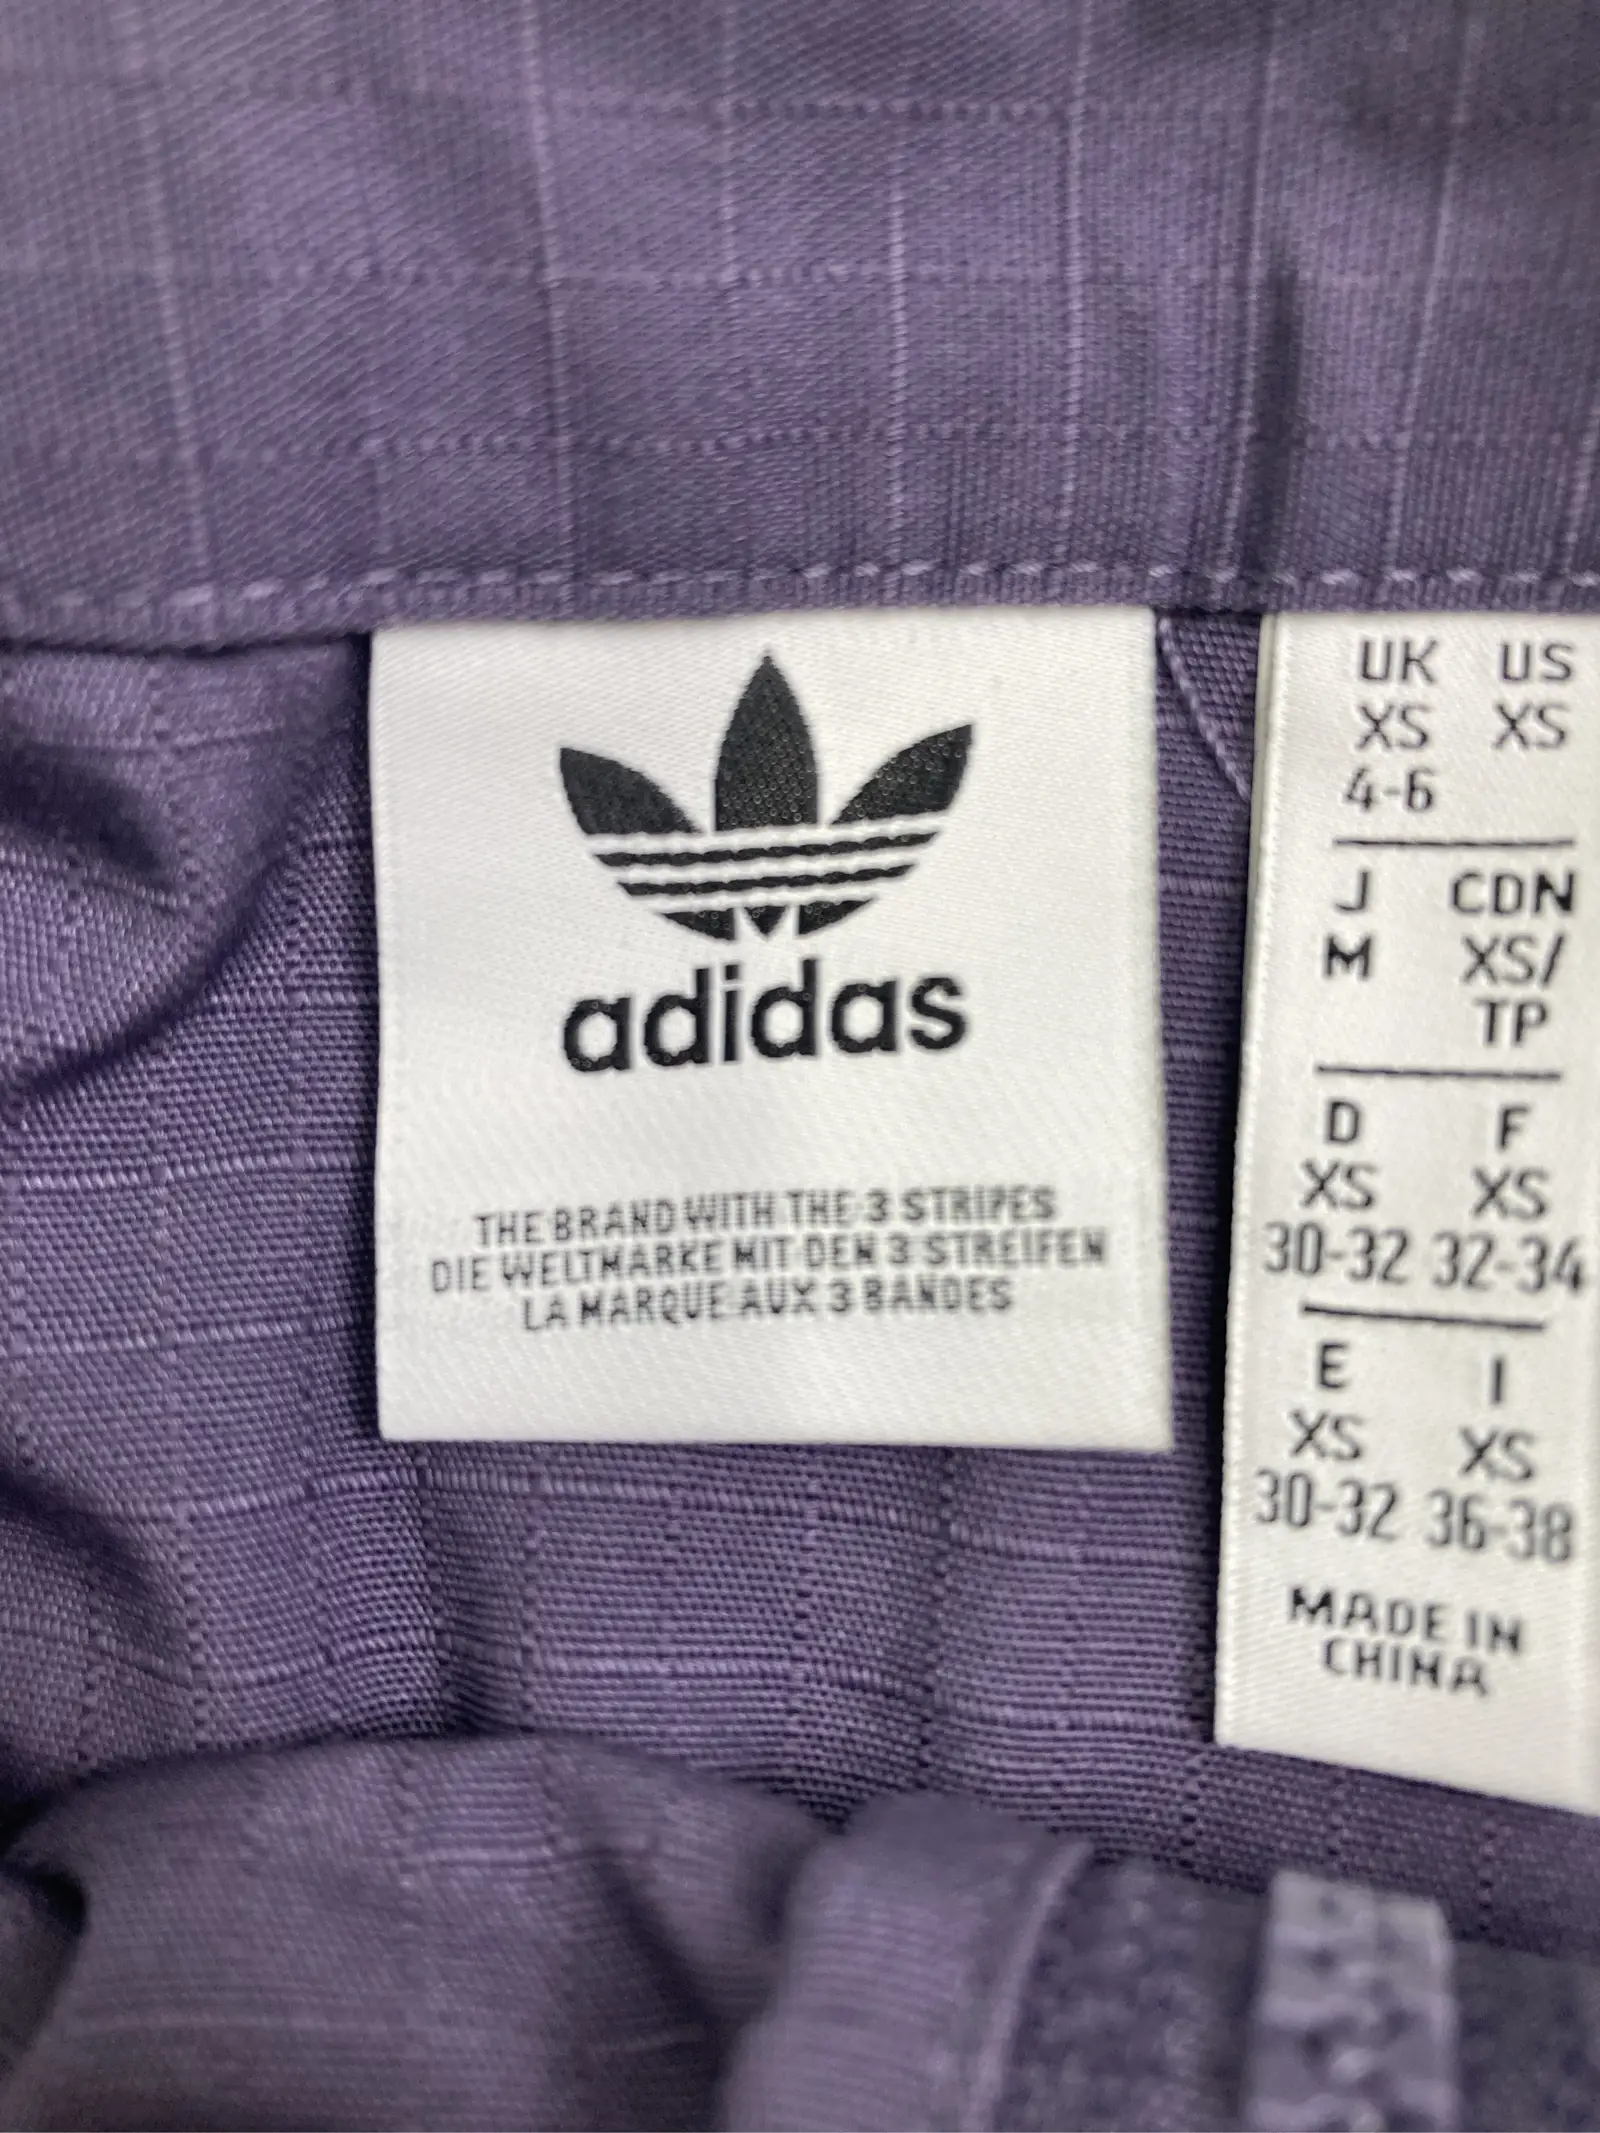 adidas
THE BRAND WITH THE 3 STRIPES
DIE WELTMARKE MIT DEN 3 STREIFEN
LA MARQUE AUX 3 BANDES
UK US
XS XS
4-6
J CDN
M XS/
TP
D F
XS XS
30-32 32-34
E I
XS XS
30-32 36-38
MADE IN
CHINA